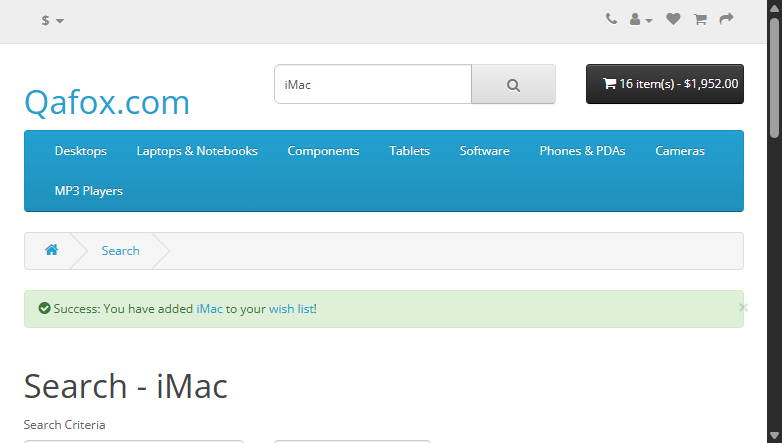 $
iMac
16 item(s) - $1,952.00
Qafox.com
Desktops Laptops & Notebooks Components Tablets Software Phones & PDAs Cameras
MP3 Players
Search
Success: You have added iMac to your wish list!
×
Search - iMac
Search Criteria